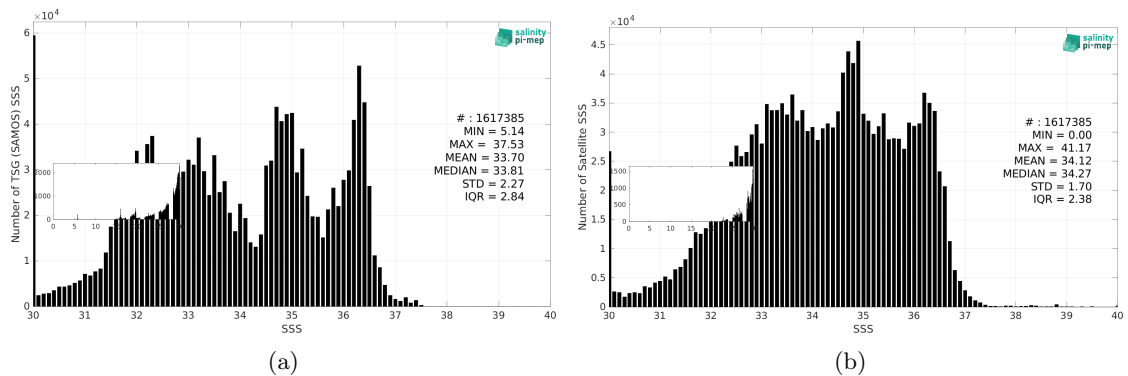 ×10⁴
6
5
4
3
2
1
0
Number of TSG (SAMOS) SSS
2000
1000
0
0 5 10 15 20 25 30
salinity
pi-mep
# : 1617385
MIN = 5.14
MAX = 37.53
MEAN = 33.70
MEDIAN = 33.81
STD = 2.27
IQR = 2.84
30 31 32 33 34 35 36 37 38 39 40
SSS
(a)
×10⁴
4.5
4
3.5
3
2.5
2
1.5
1
0.5
0
Number of Satellite SSS
1500
1000
500
0
0 5 10 15 20 25
salinity
pi-mep
# : 1617385
MIN = 0.00
MAX = 41.17
MEAN = 34.12
MEDIAN = 34.27
STD = 1.70
IQR = 2.38
30 31 32 33 34 35 36 37 38 39 40
SSS
(b)